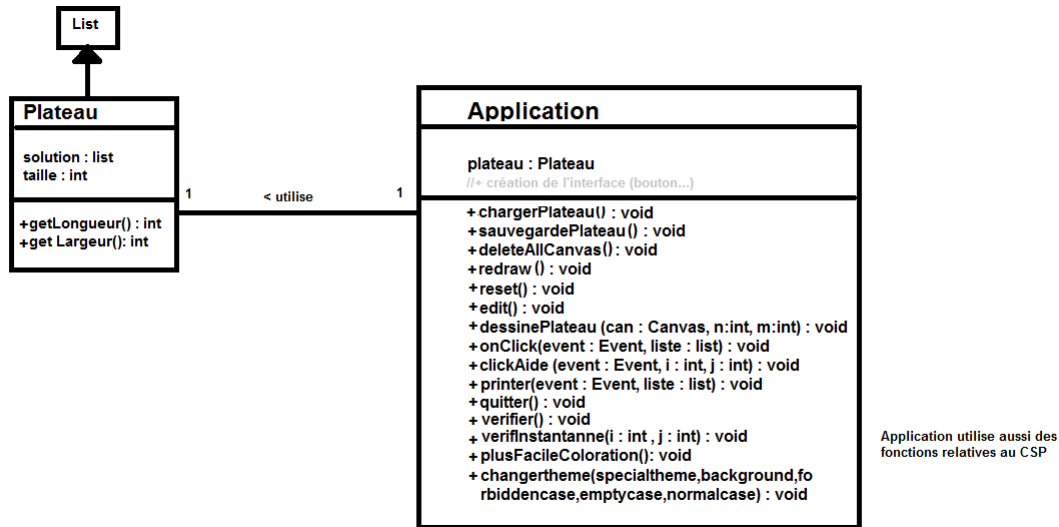 List
Plateau
solution : list
taille : int
+getLongueur() : int
+get Largeur(): int
1
< utilise
1
Application
plateau : Plateau
//+ création de l'interface (bouton...)
+chargerPlateau() : void
+sauvegardePlateau() : void
+deleteAllCanvas() : void
+redraw() : void
+reset() : void
+edit() : void
+dessinePlateau (can : Canvas, n:int, m:int) : void
+onClick(event : Event, liste : list) : void
+clickAide (event : Event, i : int, j : int) : void
+printer(event : Event, liste : list) : void
+quitter() : void
+ verifier() : void
+ verifInstantanne(i : int , j : int) : void
+plusFacileColoration(): void
+ changertheme(specialtheme,background,fo
rbiddencase,emptycase,normalcase) : void
Application utilise aussi des
fonctions relatives au CSP